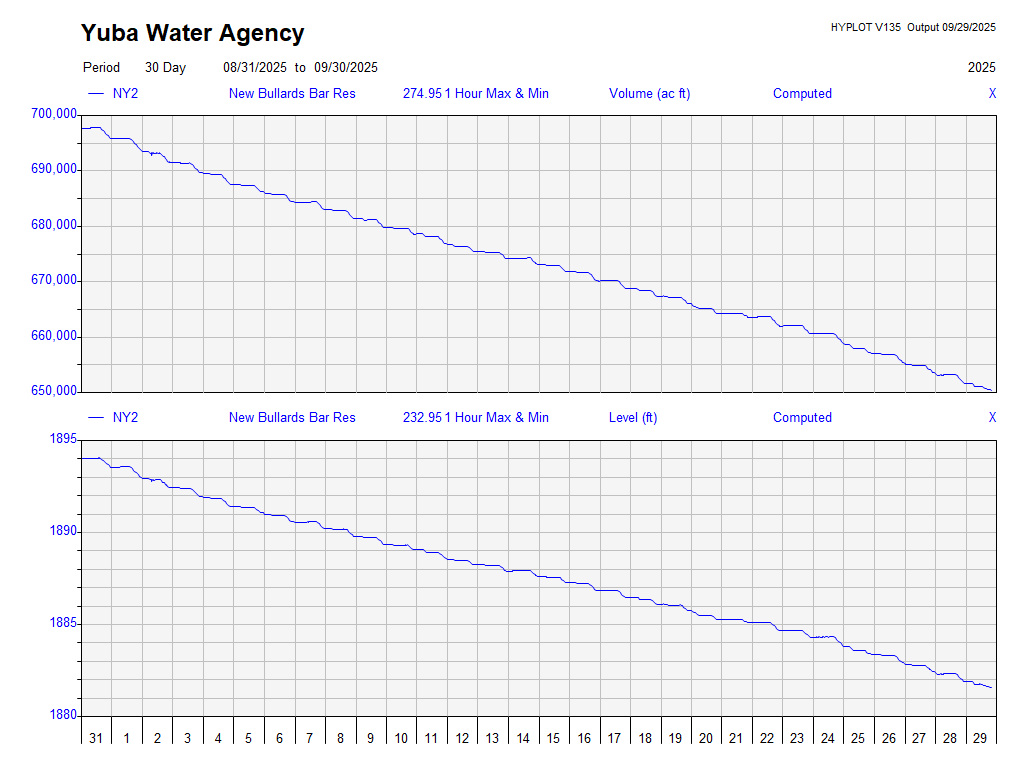 Yuba Water Agency
HYPLOT V135 Output 09/29/2025
Period 30 Day 08/31/2025 to 09/30/2025 2025
NY2 New Bullards Bar Res 274.95 1 Hour Max & Min Volume (ac ft) Computed X
700,000
690,000
680,000
670,000
660,000
650,000
NY2 New Bullards Bar Res 232.95 1 Hour Max & Min Level (ft) Computed X
1895
1890
1885
1880
31 1 2 3 4 5 6 7 8 9 10 11 12 13 14 15 16 17 18 19 20 21 22 23 24 25 26 27 28 29